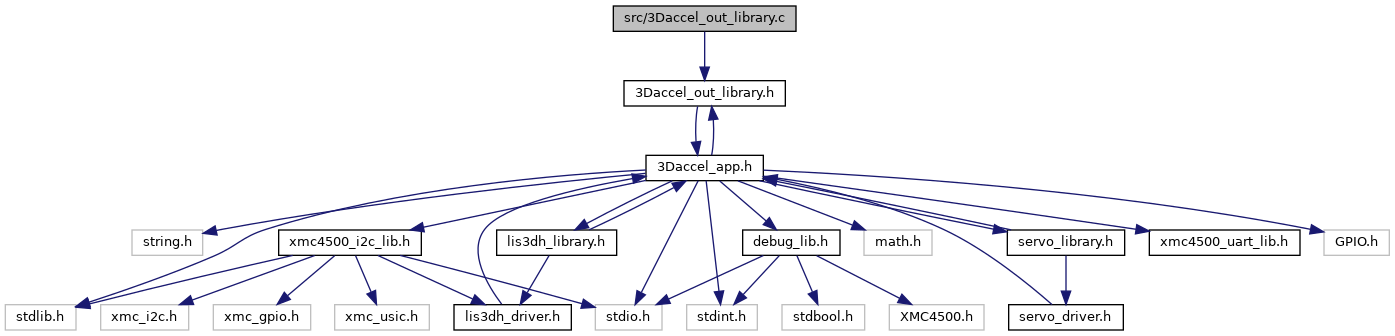 src/3Daccel_out_library.c
3Daccel_out_library.h
3Daccel_app.h
string.h
xmc4500_i2c_lib.h
lis3dh_library.h
debug_lib.h
math.h
servo_library.h
xmc4500_uart_lib.h
GPIO.h
stdlib.h
xmc_i2c.h
xmc_gpio.h
xmc_usic.h
lis3dh_driver.h
stdio.h
stdint.h
stdbool.h
XMC4500.h
servo_driver.h